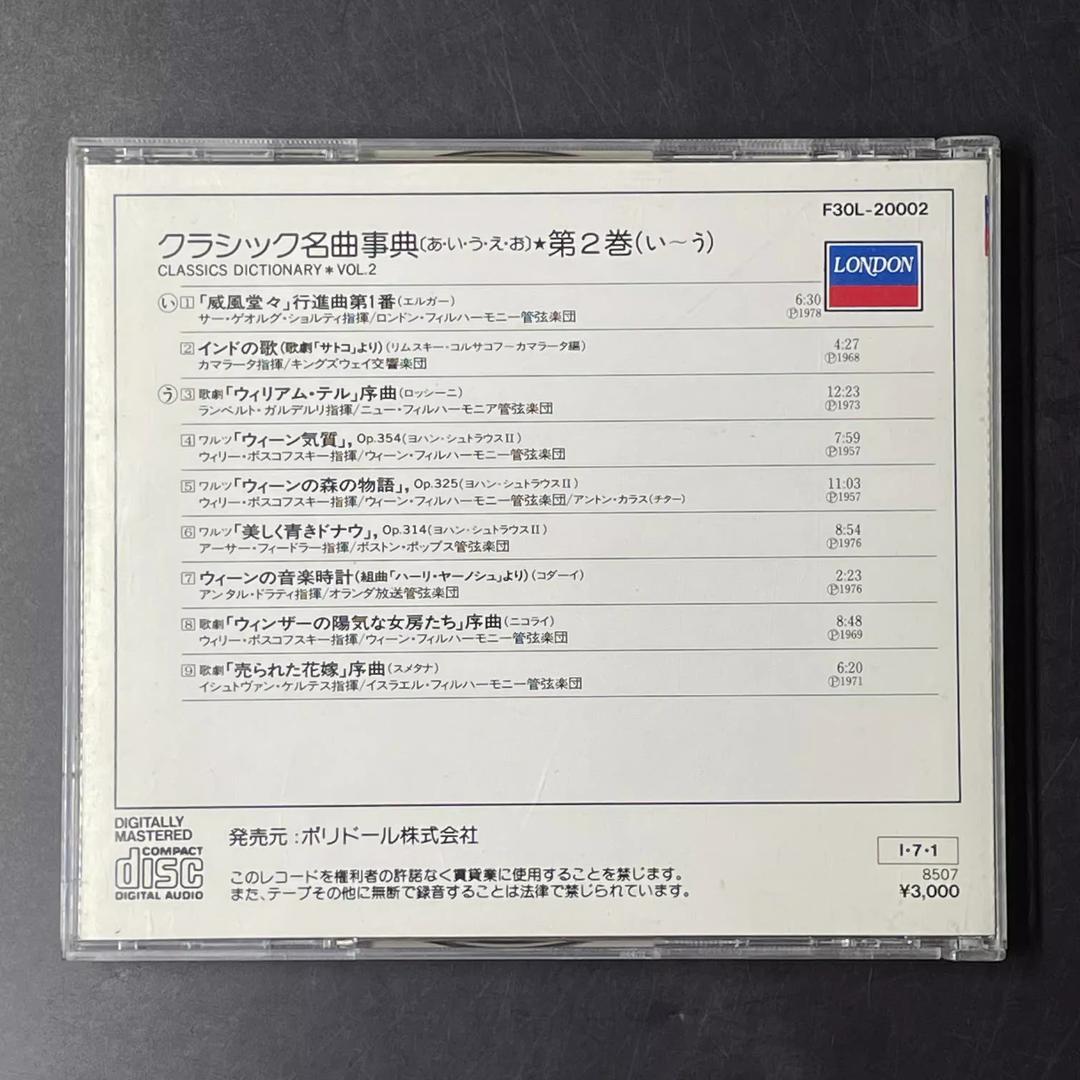 F30L-20002
クラシック名曲事典〔あ・い・う・え・お〕★第2巻(い〜う)
CLASSICS DICTIONARY＊VOL.2
LONDON
い 1 「威風堂々」行進曲第1番(エルガー) 6:30
サー・ゲオルグ・ショルティ指揮/ロンドン・フィルハーモニー管弦楽団 Ⓟ1978
2 インドの歌(歌劇「サトコ」より)(リムスキー・コルサコフーカマラータ編) 4:27
カマラータ指揮/キングズウェイ交響楽団 Ⓟ1968
う 3 歌劇「ウィリアム・テル」序曲(ロッシーニ) 12:23
ランベルト・ガルデルリ指揮/ニュー・フィルハーモニア管弦楽団 Ⓟ1973
4 ワルツ「ウィーン気質」, Op.354(ヨハン・シュトラウスII) 7:59
ウィリー・ボスコフスキー指揮/ウィーン・フィルハーモニー管弦楽団 Ⓟ1957
5 ワルツ「ウィーンの森の物語」, Op.325(ヨハン・シュトラウスII) 11:03
ウィリー・ボスコフスキー指揮/ウィーン・フィルハーモニー管弦楽団/アントン・カラス(チター) Ⓟ1957
6 ワルツ「美しく青きドナウ」, Op.314(ヨハン・シュトラウスII) 8:54
アーサー・フィードラー指揮/ボストン・ポップス管弦楽団 Ⓟ1976
7 ウィーンの音楽時計(組曲「ハーリ・ヤーノシュ」より)(コダーイ) 2:23
アンタル・ドラティ指揮/オランダ放送管弦楽団 Ⓟ1976
8 歌劇「ウィンザーの陽気な女房たち」序曲(ニコライ) 8:48
ウィリー・ボスコフスキー指揮/ウィーン・フィルハーモニー管弦楽団 Ⓟ1969
9 歌劇「売られた花嫁」序曲(スメタナ) 6:20
イシュトヴァン・ケルテス指揮/イスラエル・フィルハーモニー管弦楽団 Ⓟ1971
DIGITALLY
MASTERED
COMPACT
disc
DIGITAL AUDIO
発売元:ポリドール株式会社
このレコードを権利者の許諾なく賃貸業に使用することを禁じます。
また、テープその他に無断で録音することは法律で禁じられています。
I・7・1
8507
¥3,000